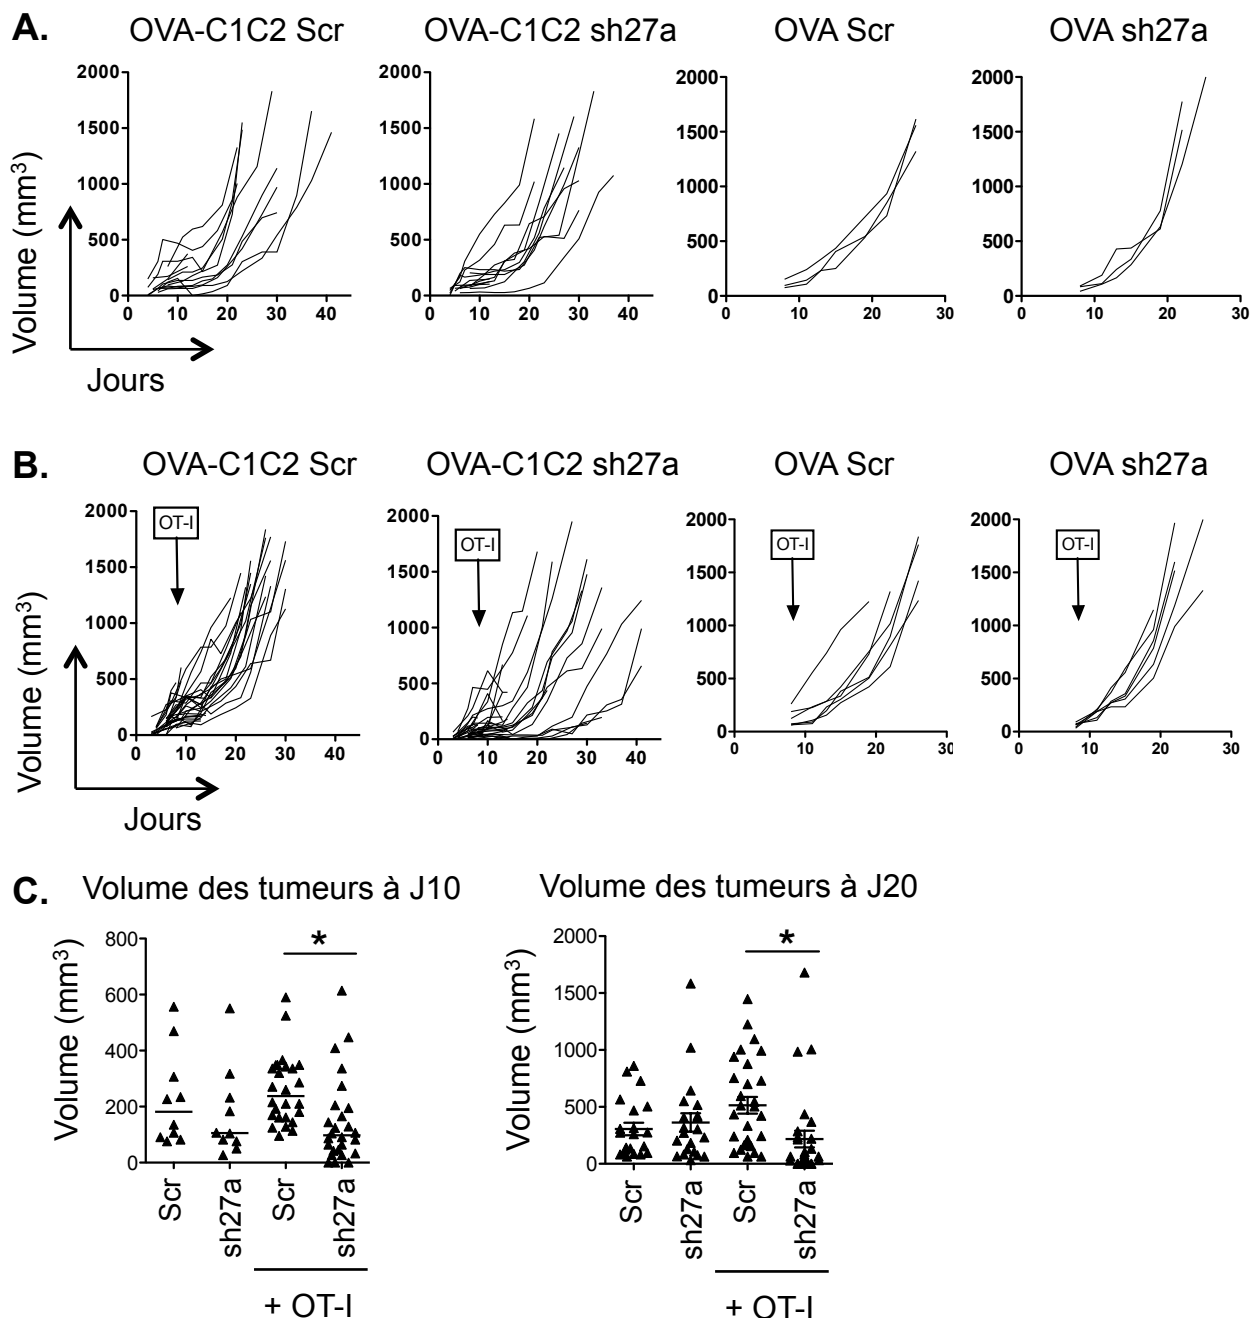 A.
OVA-C1C2 Scr OVA-C1C2 sh27a OVA Scr OVA sh27a
2000 2000 2000 2000
1500 1500 1500 1500
1000 1000 1000 1000
500 500 500 500
0 0 0 0
0 10 20 30 40 0 10 20 30 40 0 10 20 30 0 10 20 30
Volume (mm³)
Jours
B.
OVA-C1C2 Scr OVA-C1C2 sh27a OVA Scr OVA sh27a
2000 2000 2000 2000
OT-I OT-I OT-I OT-I
1500 1500 1500 1500
1000 1000 1000 1000
500 500 500 500
0 0 0 0
0 10 20 30 40 0 10 20 30 40 0 10 20 30 0 10 20 30
Volume (mm³)
Jours
C.
Volume des tumeurs à J10
Volume (mm³)
800
600
400
200
0
*
Scr sh27a Scr sh27a
+ OT-I
Volume des tumeurs à J20
Volume (mm³)
2000
1500
1000
500
0
*
Scr sh27a Scr sh27a
+ OT-I